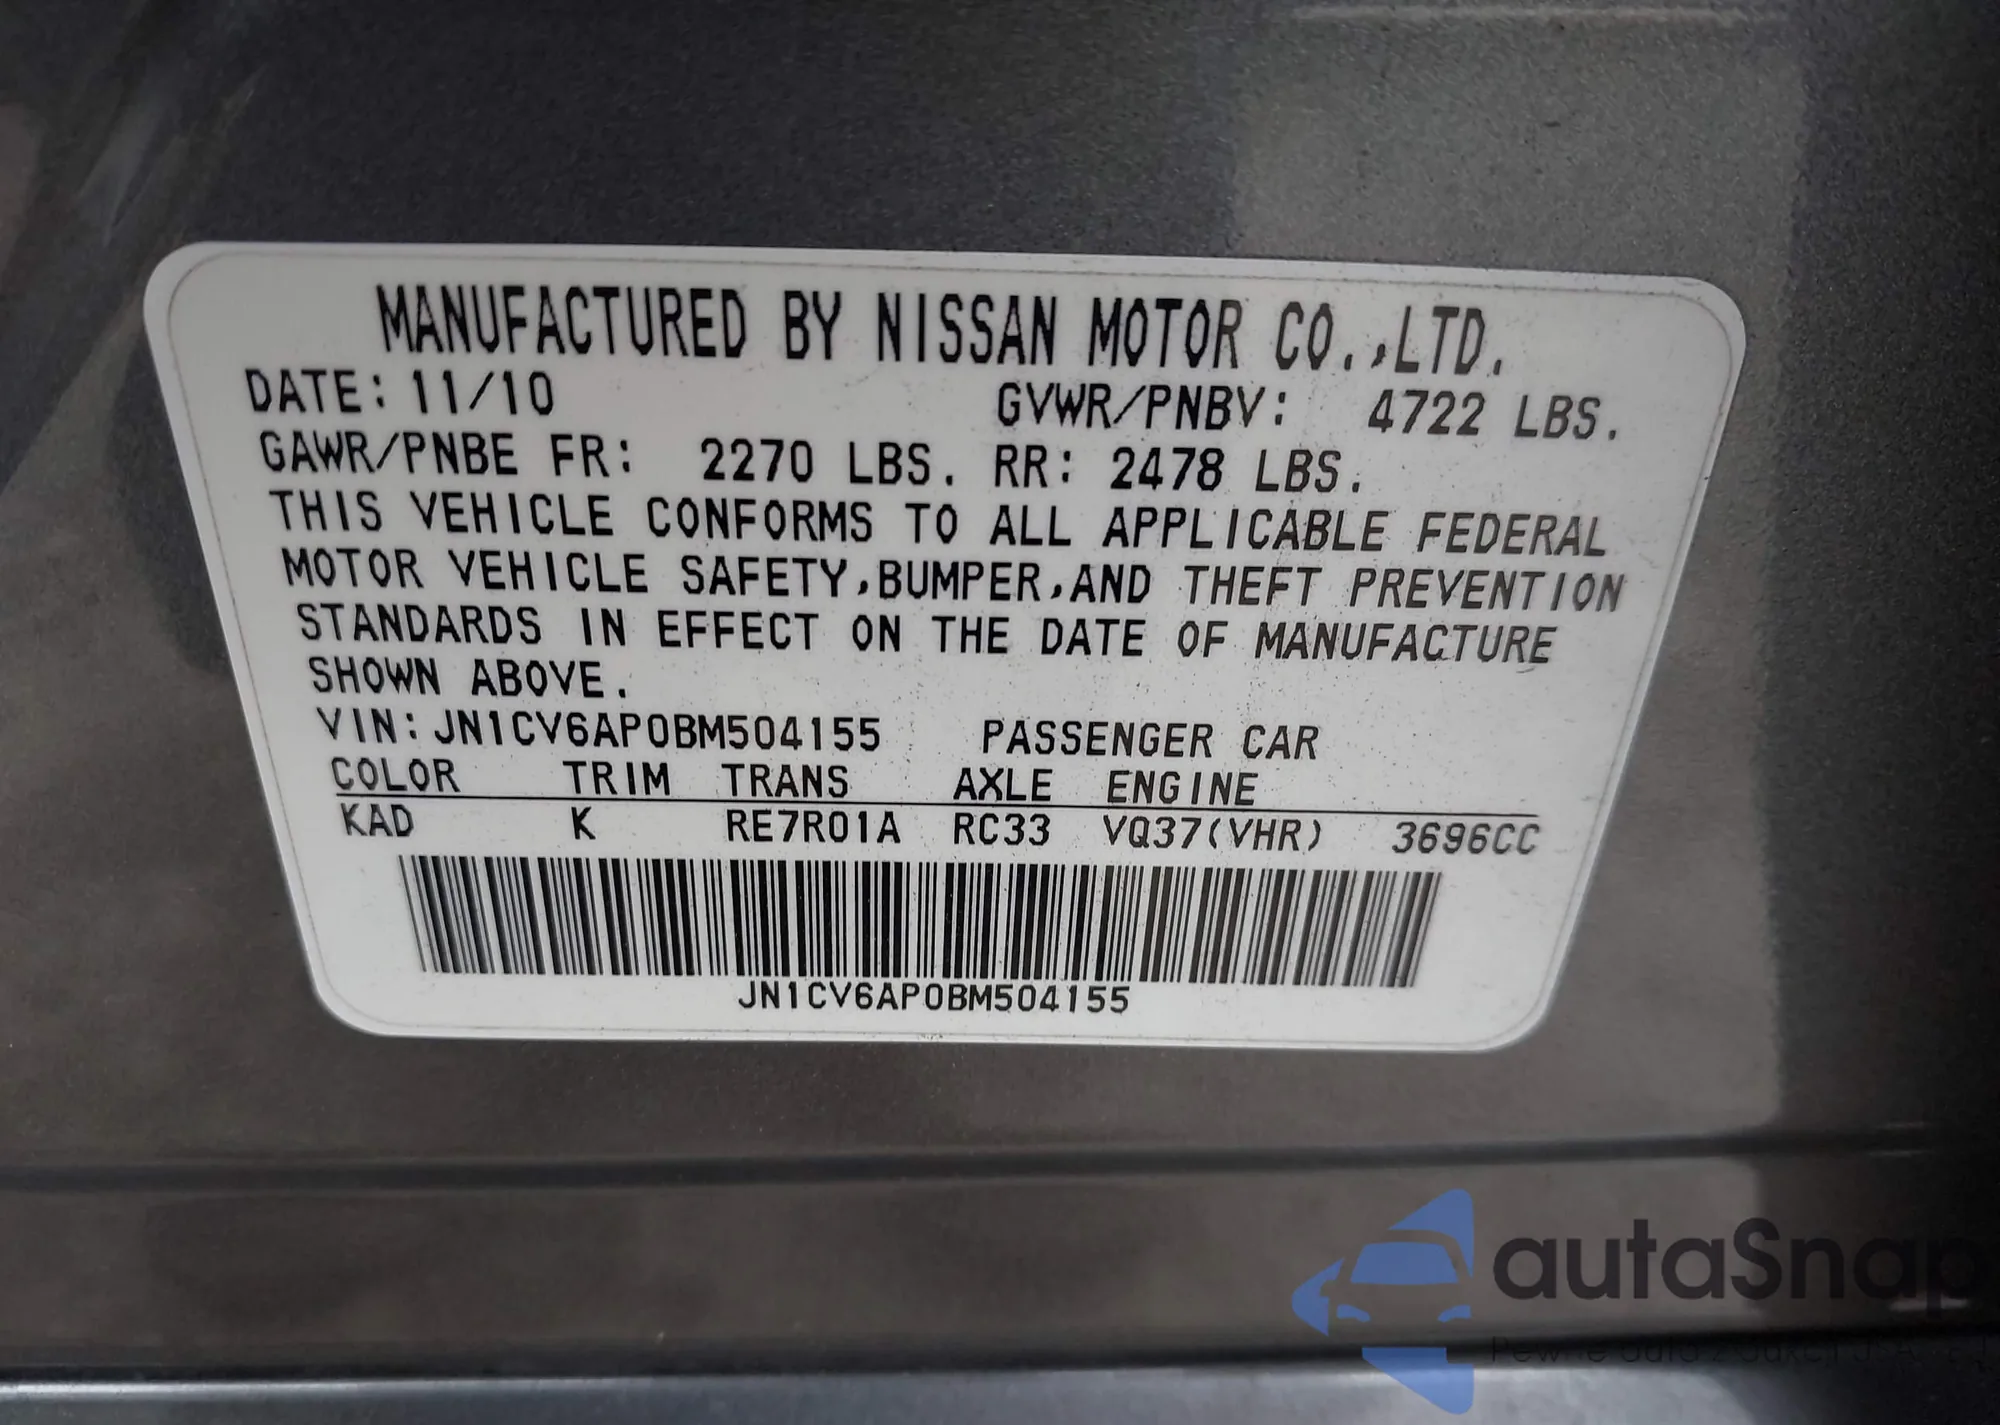 MANUFACTURED BY NISSAN MOTOR CO.,LTD.
DATE: 11/10 GVWR/PNBV: 4722 LBS.
GAWR/PNBE FR: 2270 LBS. RR: 2478 LBS.
THIS VEHICLE CONFORMS TO ALL APPLICABLE FEDERAL
MOTOR VEHICLE SAFETY,BUMPER,AND THEFT PREVENTION
STANDARDS IN EFFECT ON THE DATE OF MANUFACTURE
SHOWN ABOVE.
VIN:JN1CV6AP0BM504155 PASSENGER CAR
COLOR TRIM TRANS AXLE ENGINE
KAD K RE7R01A RC33 VQ37(VHR) 3696CC
JN1CV6AP0BM504155
autaSnap